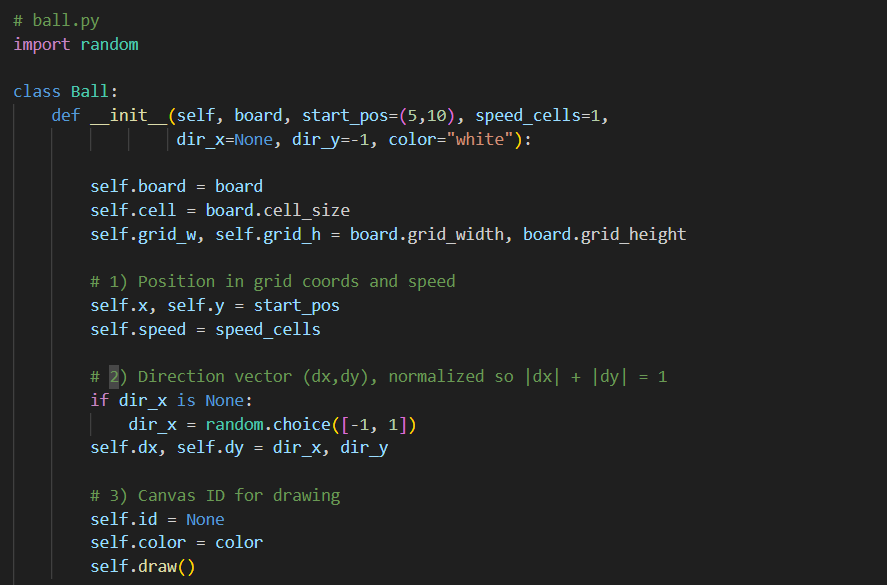 # ball.py
import random
class Ball:
def __init__(self, board, start_pos=(5,10), speed_cells=1,
dir_x=None, dir_y=-1, color="white"):
self.board = board
self.cell = board.cell_size
self.grid_w, self.grid_h = board.grid_width, board.grid_height
# 1) Position in grid coords and speed
self.x, self.y = start_pos
self.speed = speed_cells
# 2) Direction vector (dx,dy), normalized so |dx| + |dy| = 1
if dir_x is None:
dir_x = random.choice([-1, 1])
self.dx, self.dy = dir_x, dir_y
# 3) Canvas ID for drawing
self.id = None
self.color = color
self.draw()